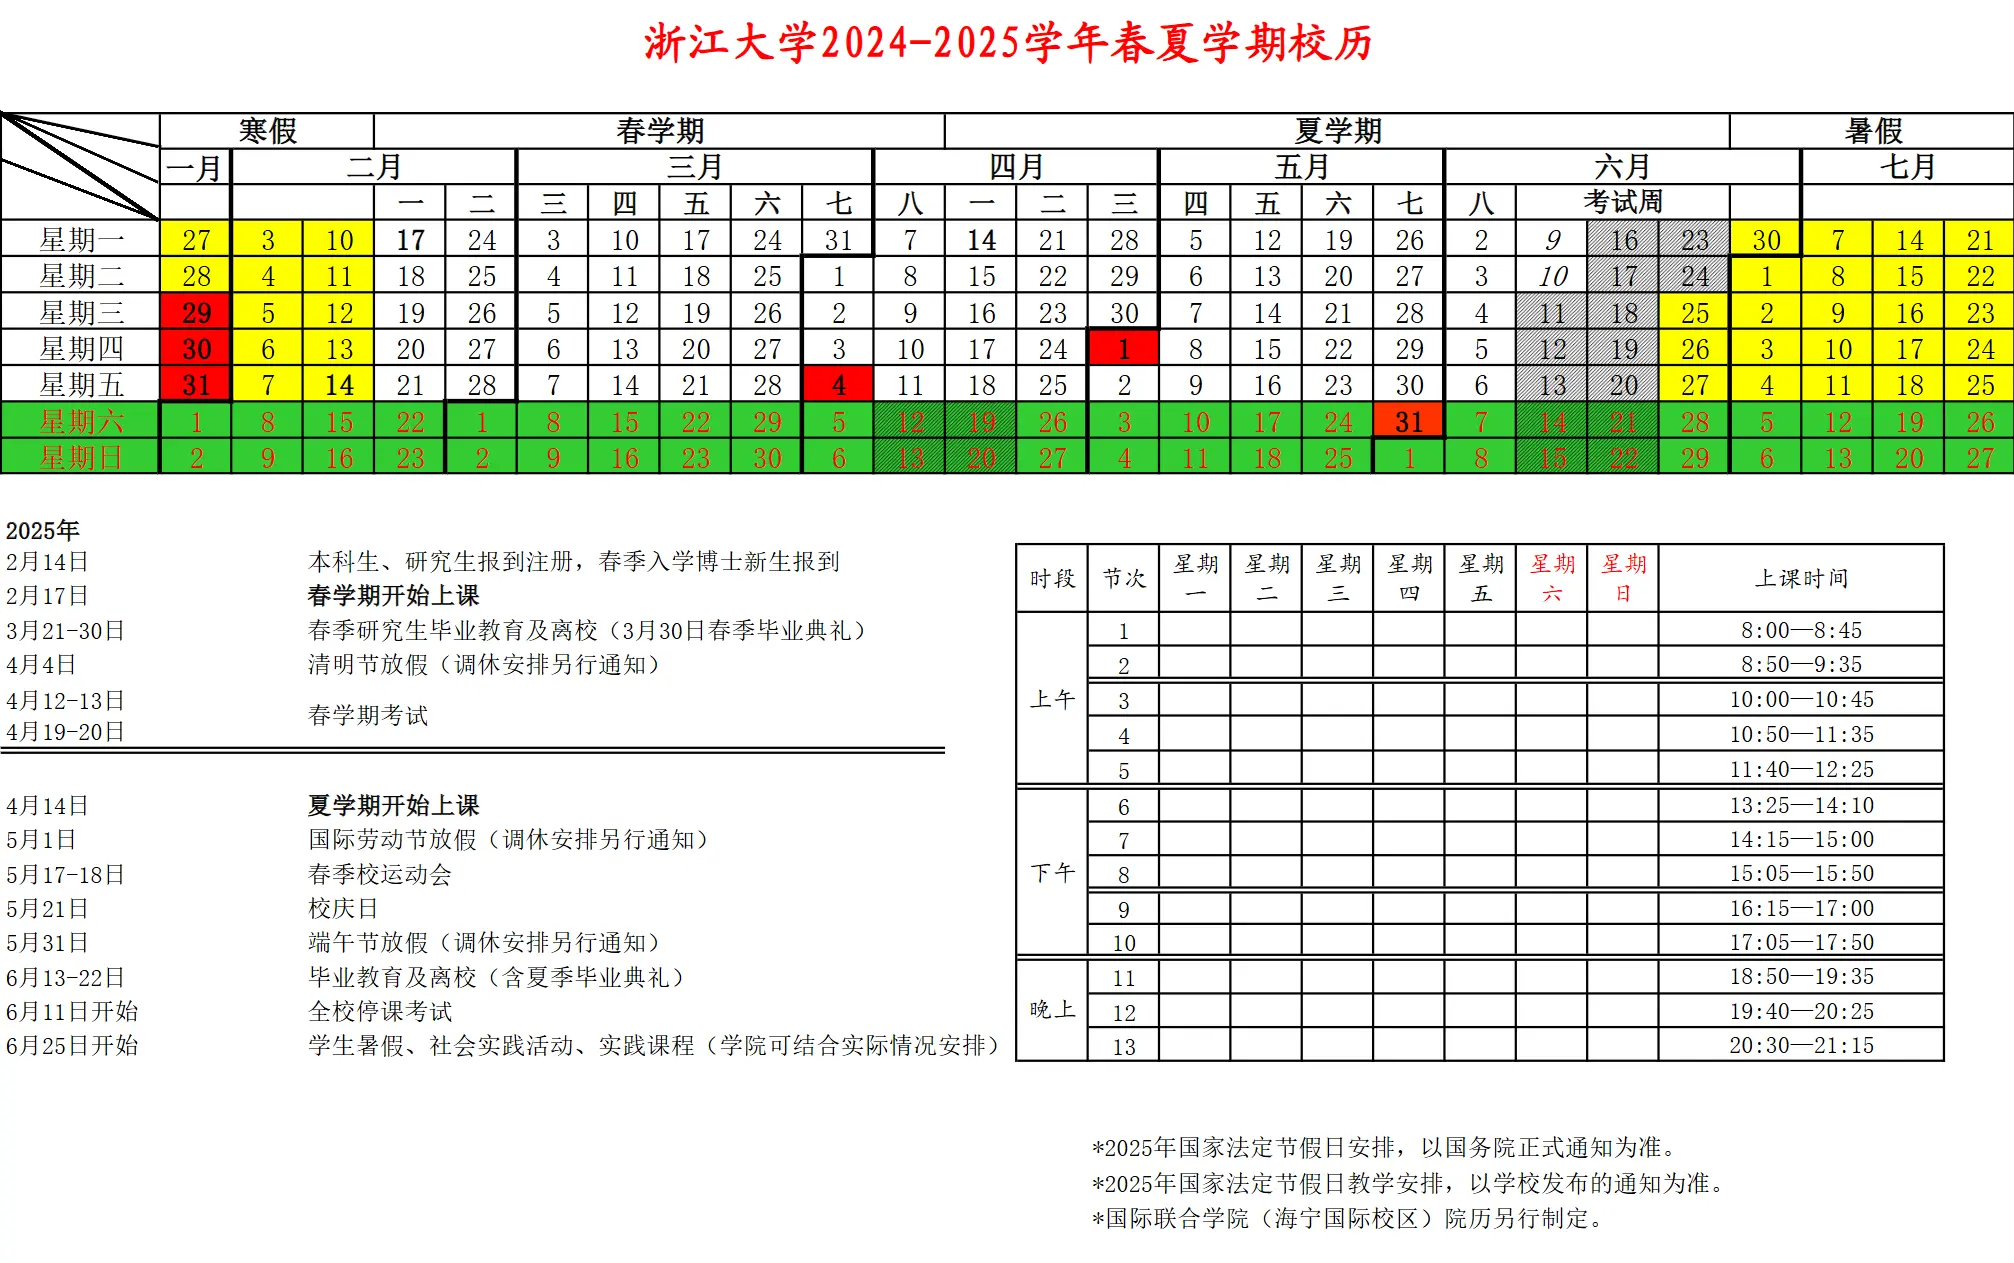 浙江大学2024-2025学年春夏学期校历
寒假 春学期 夏学期 暑假
一月 二月 三月 四月 五月 六月 七月
一 二 三 四 五 六 七 八 一 二 三 四 五 六 七 八 考试周
星期一 27 3 10 17 24 3 10 17 24 31 7 14 21 28 5 12 19 26 2 9 16 23 30 7 14 21
星期二 28 4 11 18 25 4 11 18 25 1 8 15 22 29 6 13 20 27 3 10 17 24 1 8 15 22
星期三 29 5 12 19 26 5 12 19 26 2 9 16 23 30 7 14 21 28 4 11 18 25 2 9 16 23
星期四 30 6 13 20 27 6 13 20 27 3 10 17 24 1 8 15 22 29 5 12 19 26 3 10 17 24
星期五 31 7 14 21 28 7 14 21 28 4 11 18 25 2 9 16 23 30 6 13 20 27 4 11 18 25
星期六 1 8 15 22 1 8 15 22 29 5 12 19 26 3 10 17 24 31 7 14 21 28 5 12 19 26
星期日 2 9 16 23 2 9 16 23 30 6 13 20 27 4 11 18 25 1 8 15 22 29 6 13 20 27
2025年
2月14日 本科生、研究生报到注册，春季入学博士新生报到
2月17日 春学期开始上课
3月21-30日 春季研究生毕业教育及离校（3月30日春季毕业典礼）
4月4日 清明节放假（调休安排另行通知）
4月12-13日
4月19-20日 春学期考试
4月14日 夏学期开始上课
5月1日 国际劳动节放假（调休安排另行通知）
5月17-18日 春季校运动会
5月21日 校庆日
5月31日 端午节放假（调休安排另行通知）
6月13-22日 毕业教育及离校（含夏季毕业典礼）
6月11日开始 全校停课考试
6月25日开始 学生暑假、社会实践活动、实践课程（学院可结合实际情况安排）
时段 节次 星期一 星期二 星期三 星期四 星期五 星期六 星期日 上课时间
上午 1 8:00—8:45
2 8:50—9:35
3 10:00—10:45
4 10:50—11:35
5 11:40—12:25
下午 6 13:25—14:10
7 14:15—15:00
8 15:05—15:50
9 16:15—17:00
10 17:05—17:50
晚上 11 18:50—19:35
12 19:40—20:25
13 20:30—21:15
*2025年国家法定节假日安排，以国务院正式通知为准。
*2025年国家法定节假日教学安排，以学校发布的通知为准。
*国际联合学院（海宁国际校区）院历另行制定。